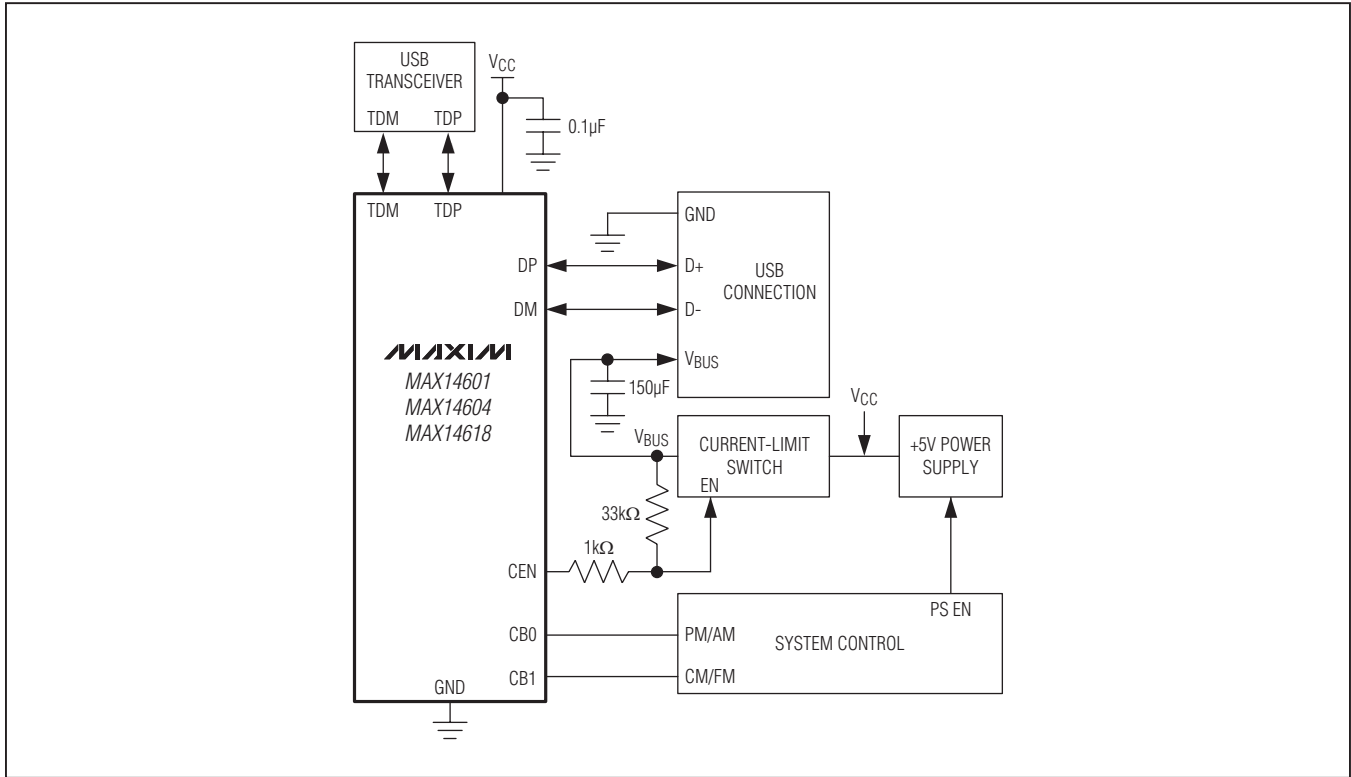 USB
TRANSCEIVER
TDM TDP
VCC
0.1µF
TDM TDP
DP
DM
MAXIM
MAX14601
MAX14604
MAX14618
CEN
CB0
CB1
GND
GND
D+
D-
VBUS
USB
CONNECTION
150µF
VBUS
CURRENT-LIMIT
SWITCH
EN
VCC
+5V POWER
SUPPLY
33kΩ
1kΩ
PS EN
PM/AM
SYSTEM CONTROL
CM/FM